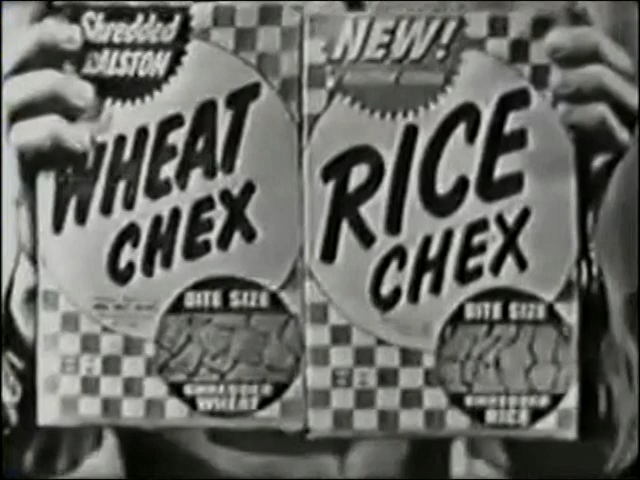 Shredded
RALSTON
WHEAT
CHEX
BITE SIZE
SHREDDED
WHEAT
NEW!
RICE
CHEX
BITE SIZE
SHREDDED
RICE